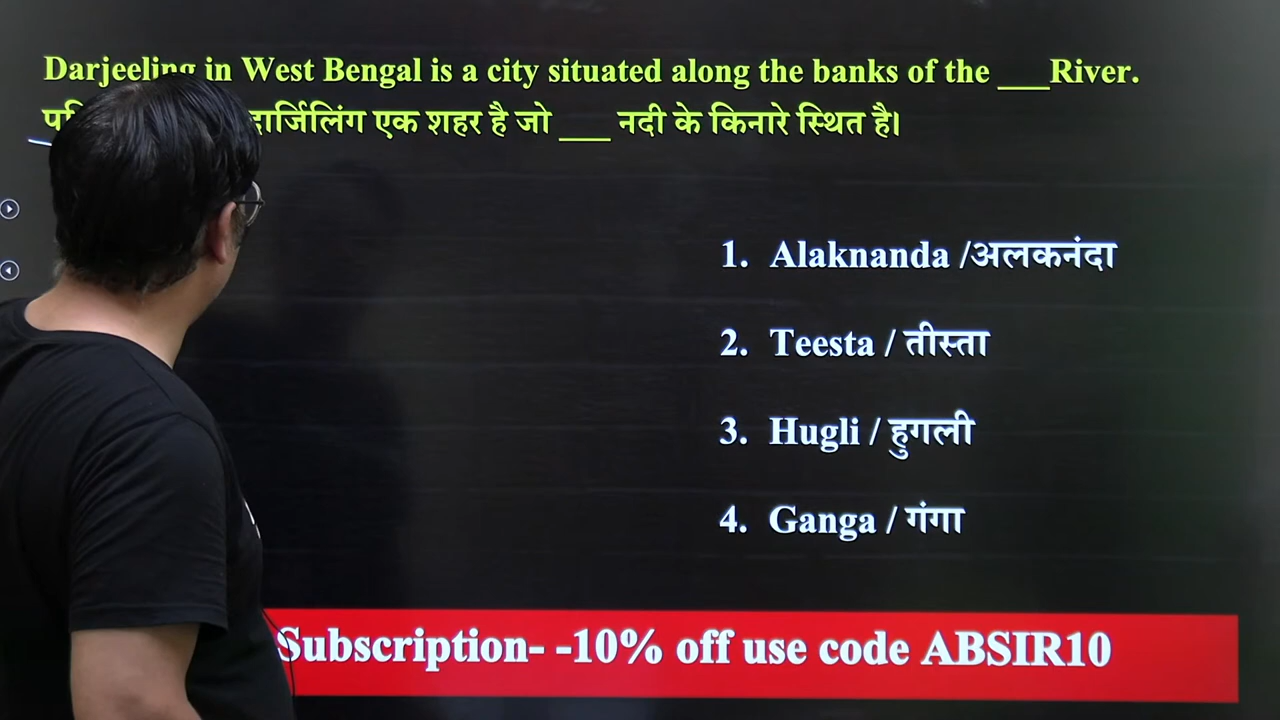 Darjeeling in West Bengal is a city situated along the banks of the ___River.
दार्जिलिंग एक शहर है जो ___ नदी के किनारे स्थित है।
1. Alaknanda /अलकनंदा
2. Teesta / तीस्ता
3. Hugli / हुगली
4. Ganga / गंगा
Subscription- -10% off use code ABSIR10